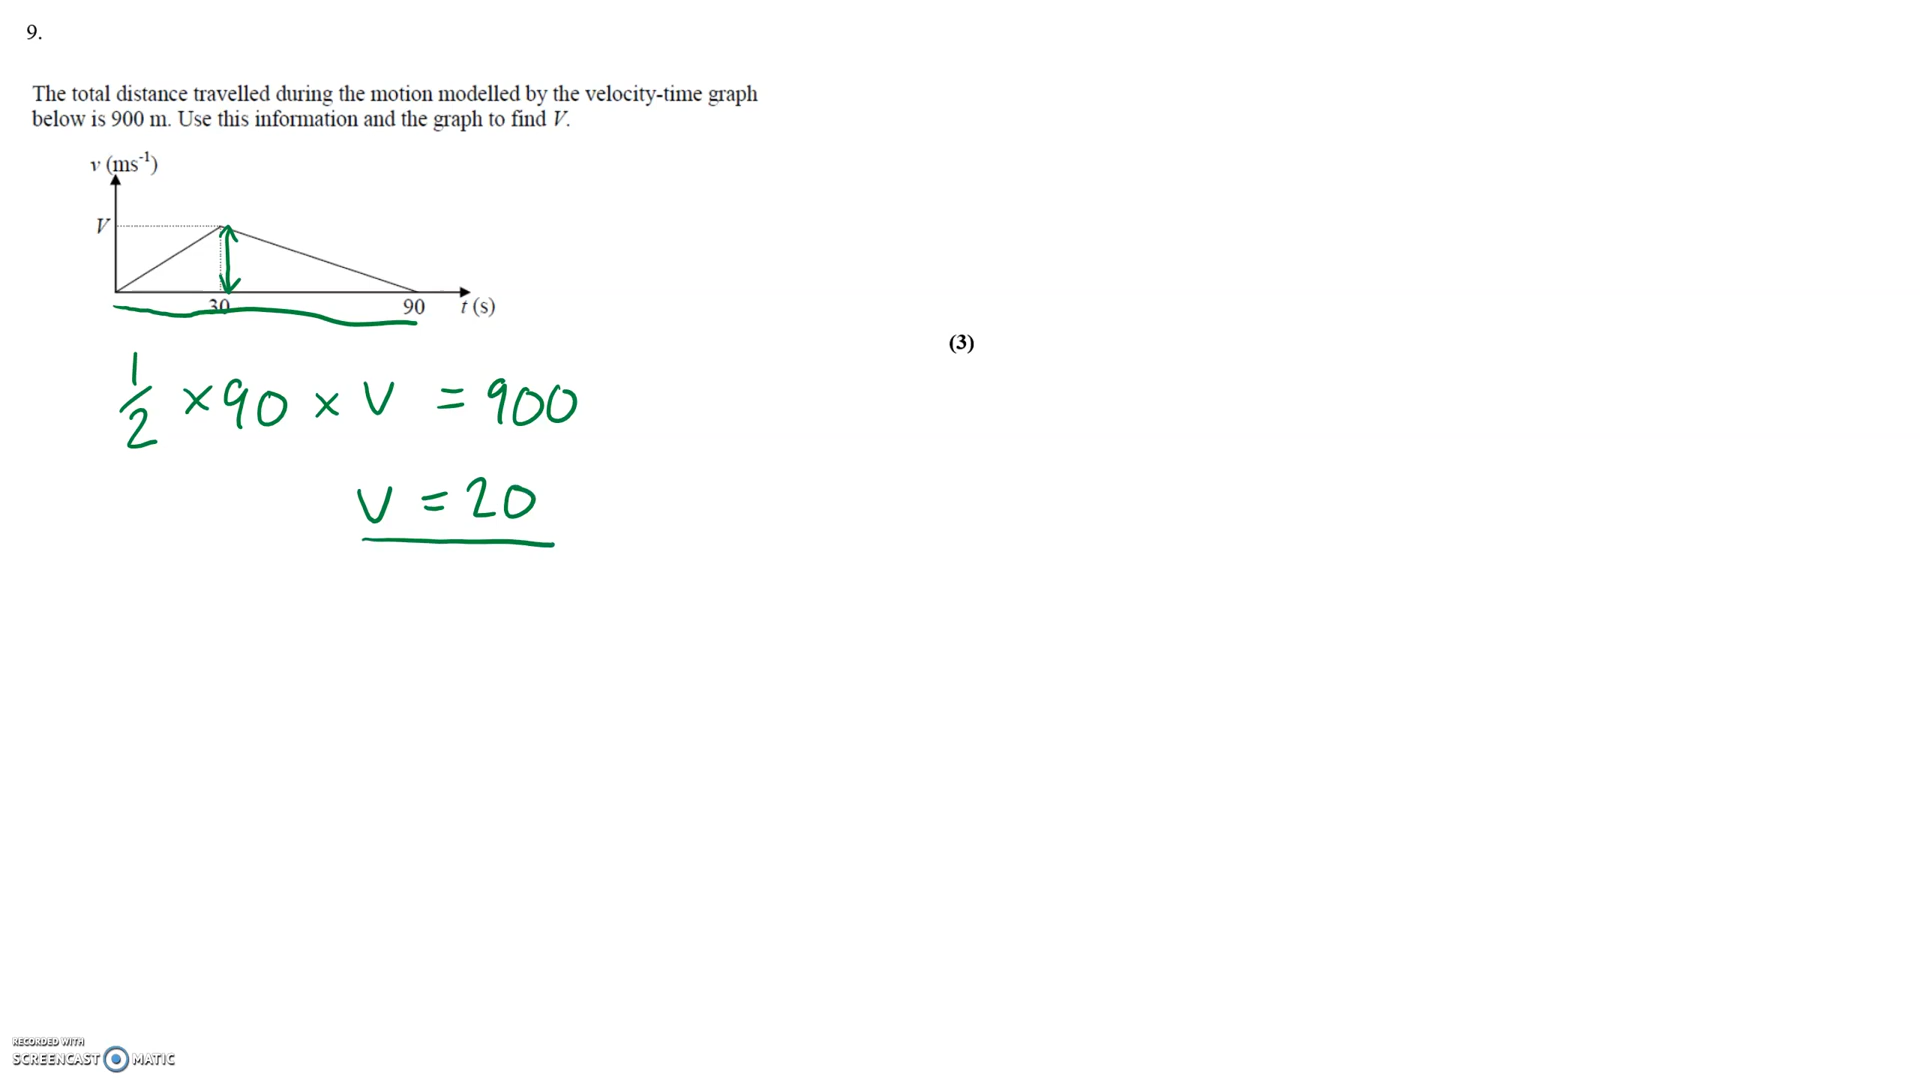 9.
The total distance travelled during the motion modelled by the velocity-time graph
below is 900 m. Use this information and the graph to find V.
v (ms⁻¹)
V
30
90
t (s)
(3)
½ × 90 × V = 900
V = 20
RECORDED WITH
SCREENCAST MATIC